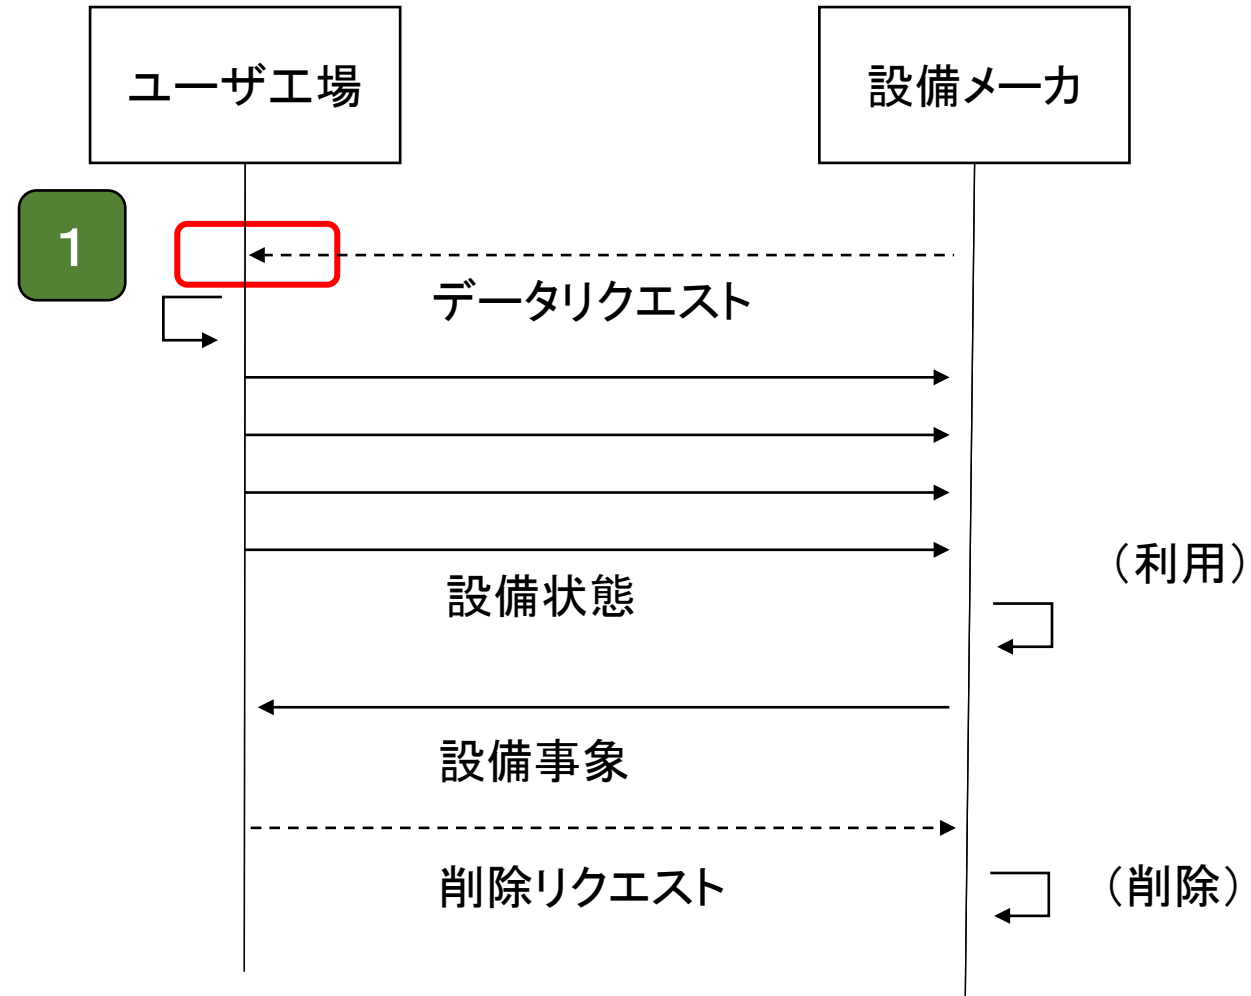 ユーザ工場
設備メーカ
1
データリクエスト
設備状態
（利用）
設備事象
削除リクエスト
（削除）